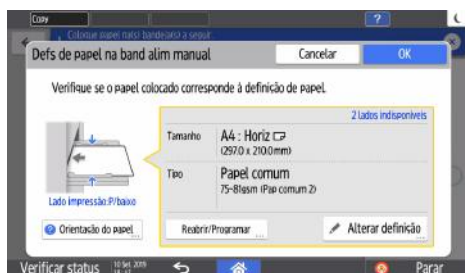 Copy
?
Coloque papel na(s) bandeja(s) a seguir.
Defs de papel na band alim manual
Cancelar
OK
Verifique se o papel colocado corresponde à definição de papel.
2 lados indisponíveis
Tamanho
A4 : Horiz
(297.0 x 210.0mm)
Tipo
Papel comum
75-81gsm (Pap comum 2)
Lado impressão:P/baixo
? Orientação do papel
Reabrir/Programar
Alterar definição
Verificar status
10 Set. 2019
Parar